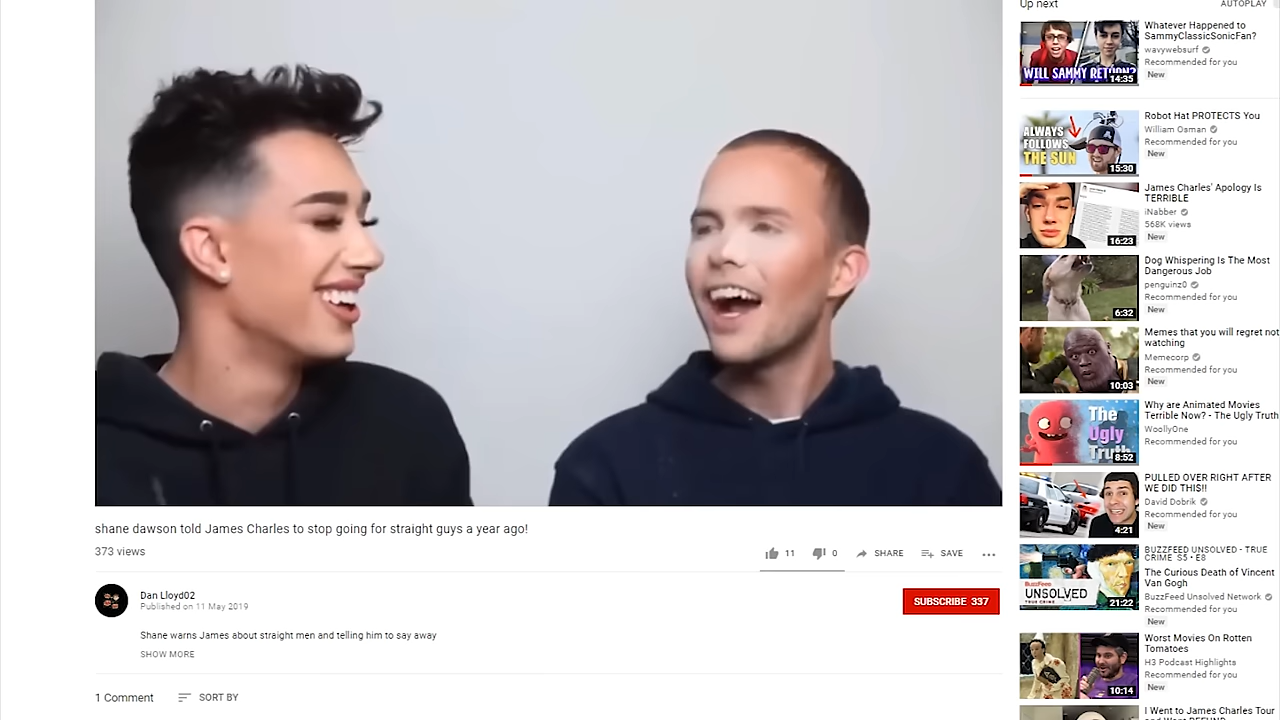 Up next
AUTOPLAY
WILL SAMMY RETURN?
14:35
Whatever Happened to
SammyClassicSonicFan?
wavywebsurf
Recommended for you
New
ALWAYS
FOLLOWS
THE SUN
15:30
Robot Hat PROTECTS You
William Osman
Recommended for you
New
16:23
James Charles' Apology Is
TERRIBLE
iNabber
568K views
New
6:32
Dog Whispering Is The Most
Dangerous Job
penguinz0
Recommended for you
New
10:03
Memes that you will regret not
watching
Memecorp
Recommended for you
New
The
Ugly
Truth
8:52
Why are Animated Movies
Terrible Now? - The Ugly Truth
WoollyOne
Recommended for you
4:21
PULLED OVER RIGHT AFTER
WE DID THIS!!
David Dobrik
Recommended for you
New
BuzzFeed
UNSOLVED
TRUE CRIME
21:22
BUZZFEED UNSOLVED - TRUE
CRIME S5 • E8
The Curious Death of Vincent
Van Gogh
BuzzFeed Unsolved Network
Recommended for you
New
10:14
Worst Movies On Rotten
Tomatoes
H3 Podcast Highlights
Recommended for you
New
I Went to James Charles Tour
shane dawson told James Charles to stop going for straight guys a year ago!
373 views
11
0
SHARE
SAVE
Dan Lloyd02
Published on 11 May 2019
SUBSCRIBE 337
Shane warns James about straight men and telling him to say away
SHOW MORE
1 Comment
SORT BY